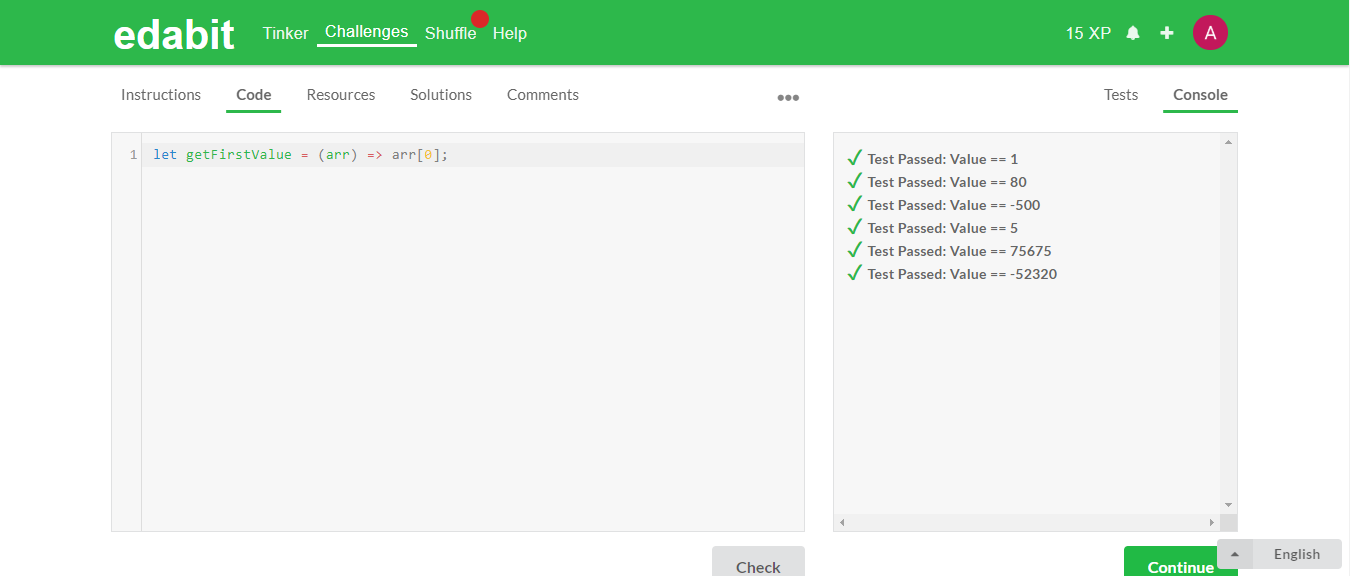 edabit Tinker Challenges Shuffle Help 15 XP A
Instructions Code Resources Solutions Comments ••• Tests Console
1 let getFirstValue = (arr) => arr[0];
✓ Test Passed: Value == 1
✓ Test Passed: Value == 80
✓ Test Passed: Value == -500
✓ Test Passed: Value == 5
✓ Test Passed: Value == 75675
✓ Test Passed: Value == -52320
Check Continue English